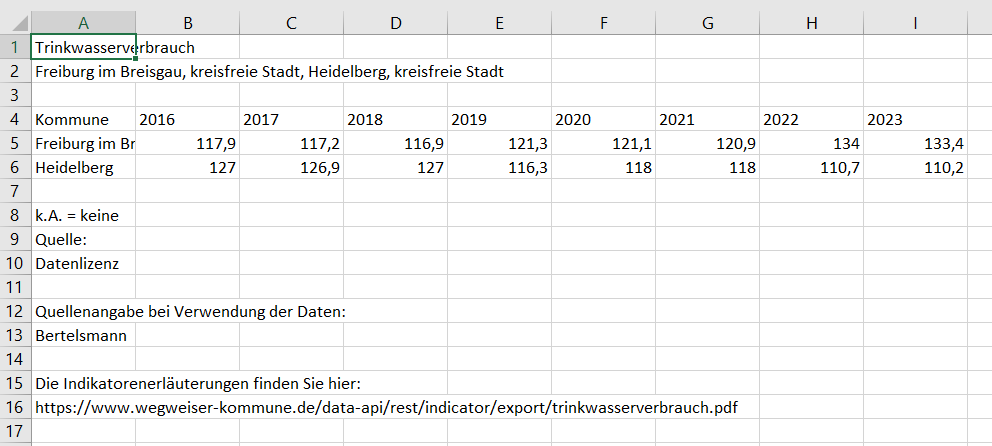 A B C D E F G H I
1 Trinkwasserverbrauch
2 Freiburg im Breisgau, kreisfreie Stadt, Heidelberg, kreisfreie Stadt
3
4 Kommune 2016 2017 2018 2019 2020 2021 2022 2023
5 Freiburg im Br 117,9 117,2 116,9 121,3 121,1 120,9 134 133,4
6 Heidelberg 127 126,9 127 116,3 118 118 110,7 110,2
7
8 k.A. = keine
9 Quelle:
10 Datenlizenz
11
12 Quellenangabe bei Verwendung der Daten:
13 Bertelsmann
14
15 Die Indikatorenerläuterungen finden Sie hier:
16 https://www.wegweiser-kommune.de/data-api/rest/indicator/export/trinkwasserverbrauch.pdf
17